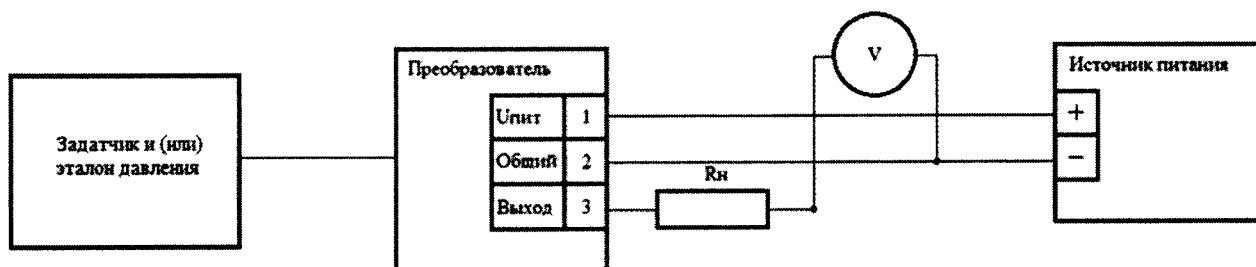 Задатчик и (или)
эталон давления
Преобразователь
Uпит 1
Общий 2
Выход 3
Rн
V
Источник питания
+
−